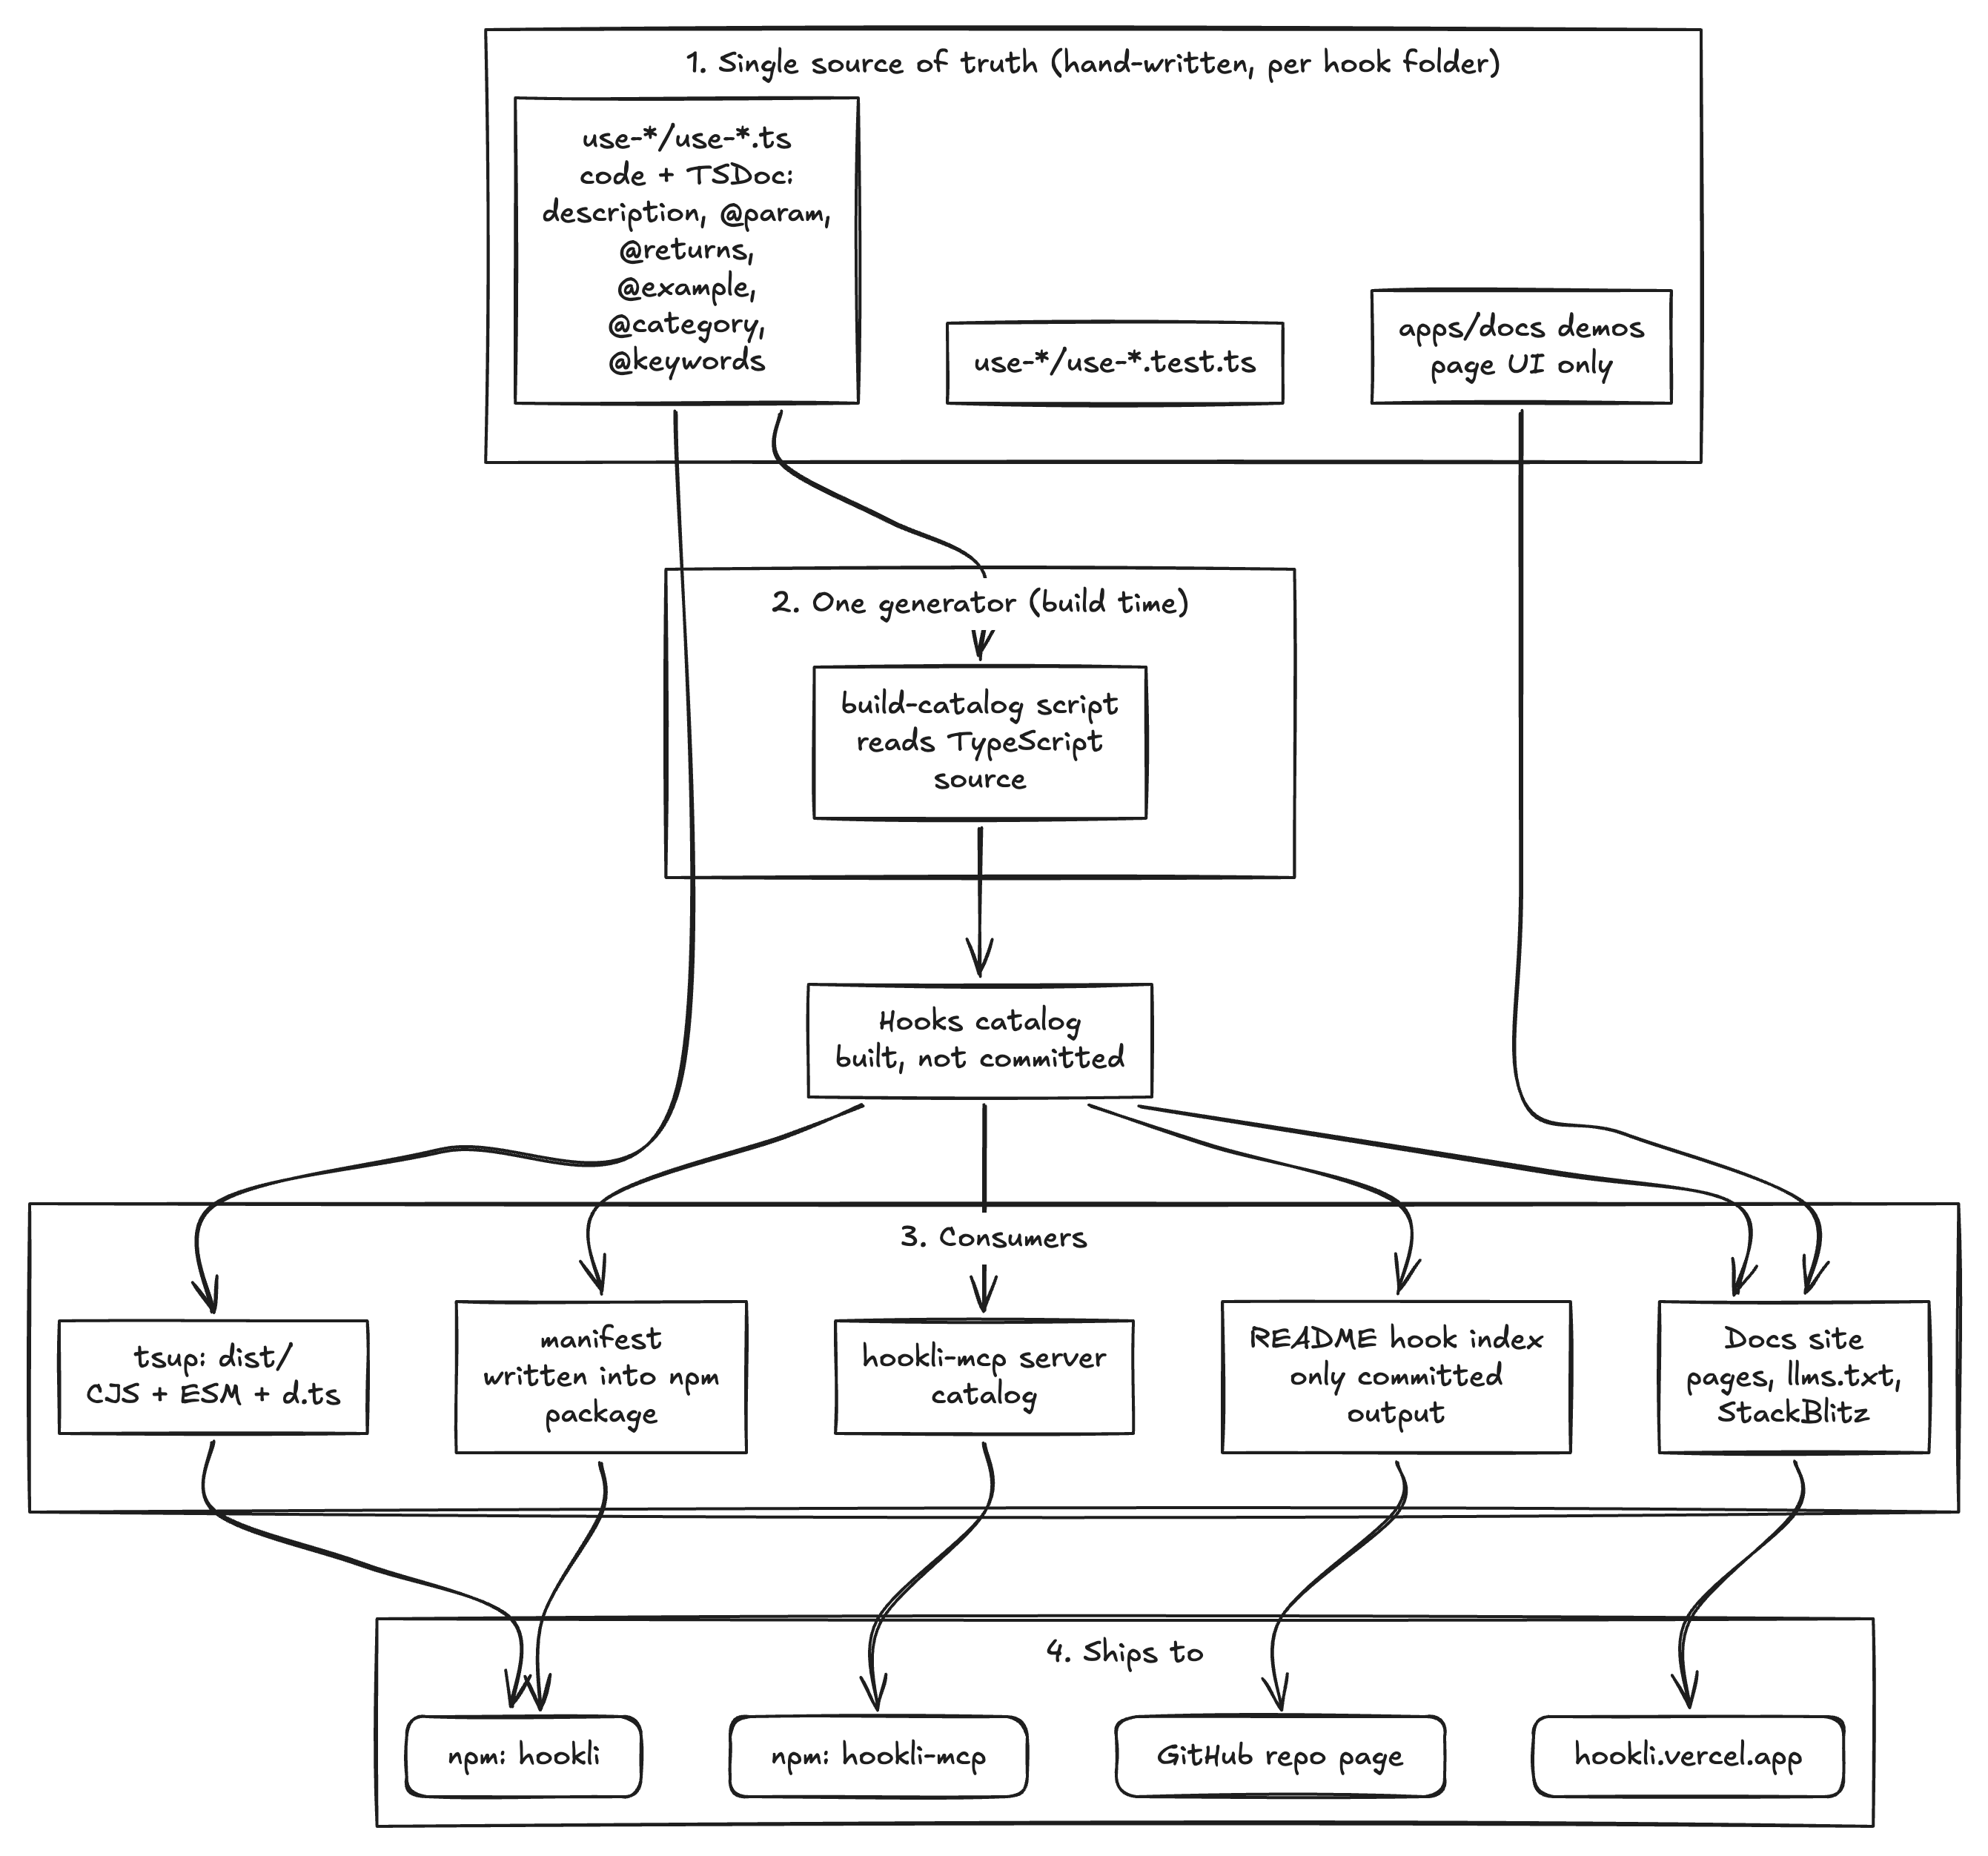 1. Single source of truth (hand-written, per hook folder)
use-*/use-*.ts
code + TSDoc:
description, @param,
@returns,
@example,
@category,
@keywords
use-*/use-*.test.ts
apps/docs demos
page UI only
2. One generator (build time)
build-catalog script
reads TypeScript
source
Hooks catalog
built, not committed
3. Consumers
tsup: dist/
CJS + ESM + d.ts
manifest
written into npm
package
hookli-mcp server
catalog
README hook index
only committed
output
Docs site
pages, llms.txt,
StackBlitz
4. Ships to
npm: hookli
npm: hookli-mcp
GitHub repo page
hookli.vercel.app